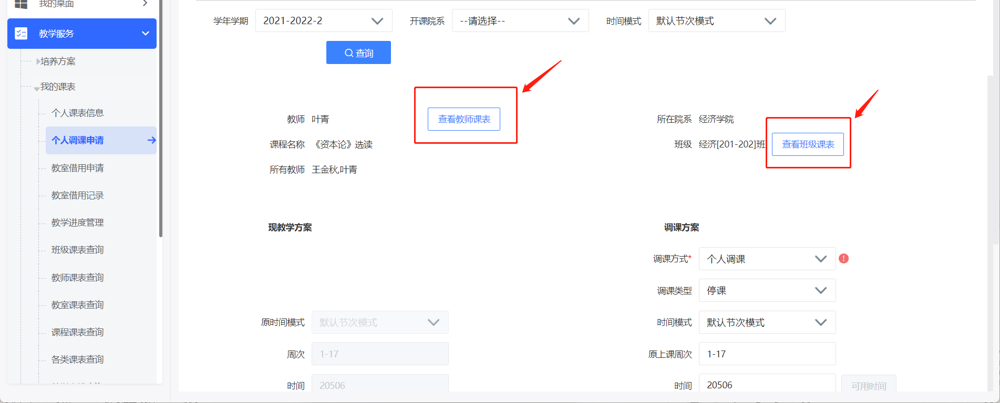 我的桌面
教学服务
培养方案
我的课表
个人课表信息
个人调课申请
教室借用申请
教室借用记录
教学进度管理
班级课表查询
教师课表查询
教室课表查询
课程课表查询
各类课表查询
学年学期 2021-2022-2 开课院系 --请选择-- 时间模式 默认节次模式
查询
教师 叶青 查看教师课表 所在院系 经济学院
课程名称 《资本论》选读 班级 经济[201-202]班 查看班级课表
所有教师 王金秋,叶青
现教学方案 调课方案
调课方式* 个人调课
调课类型 停课
原时间模式 默认节次模式 时间模式 默认节次模式
周次 1-17 原上课周次 1-17
时间 20506 时间 20506 可用时间